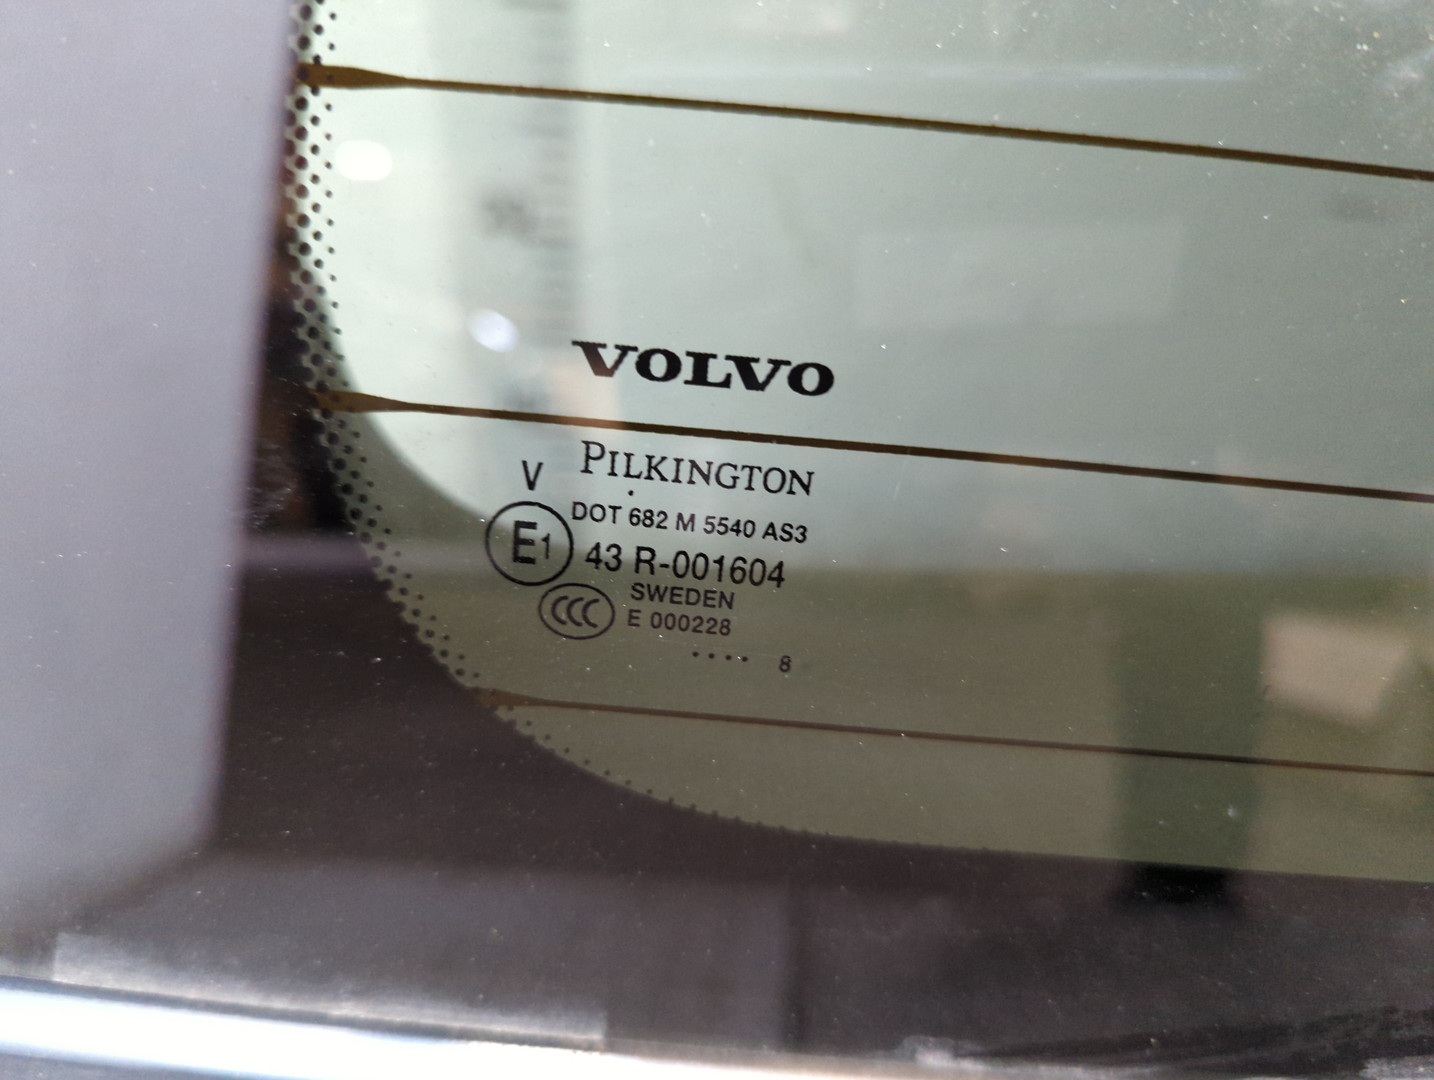 VOLVO
V PILKINGTON
DOT 682 M 5540 AS3
E1 43 R-001604
SWEDEN
CCC E 000228
.... 8